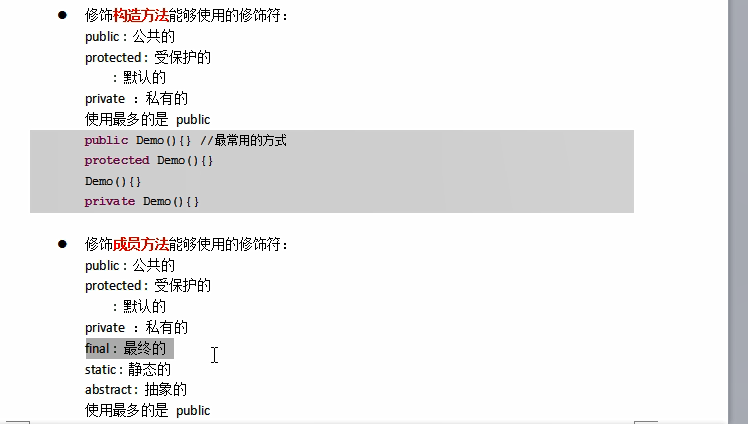 ● 修饰构造方法能够使用的修饰符：
public : 公共的
protected : 受保护的
: 默认的
private : 私有的
使用最多的是 public
public Demo(){} //最常用的方式
protected Demo(){}
Demo(){}
private Demo(){}
● 修饰成员方法能够使用的修饰符：
public : 公共的
protected : 受保护的
: 默认的
private : 私有的
final : 最终的
static : 静态的
abstract : 抽象的
使用最多的是 public